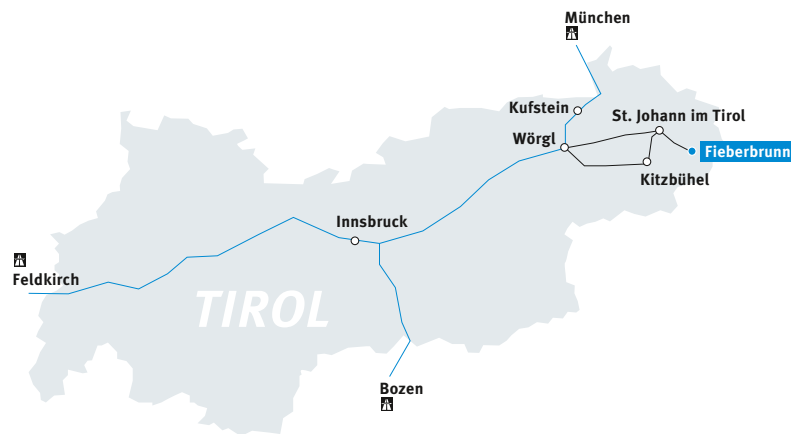 München
Kufstein
St. Johann im Tirol
Wörgl
Fieberbrunn
Kitzbühel
Innsbruck
Feldkirch
TIROL
Bozen